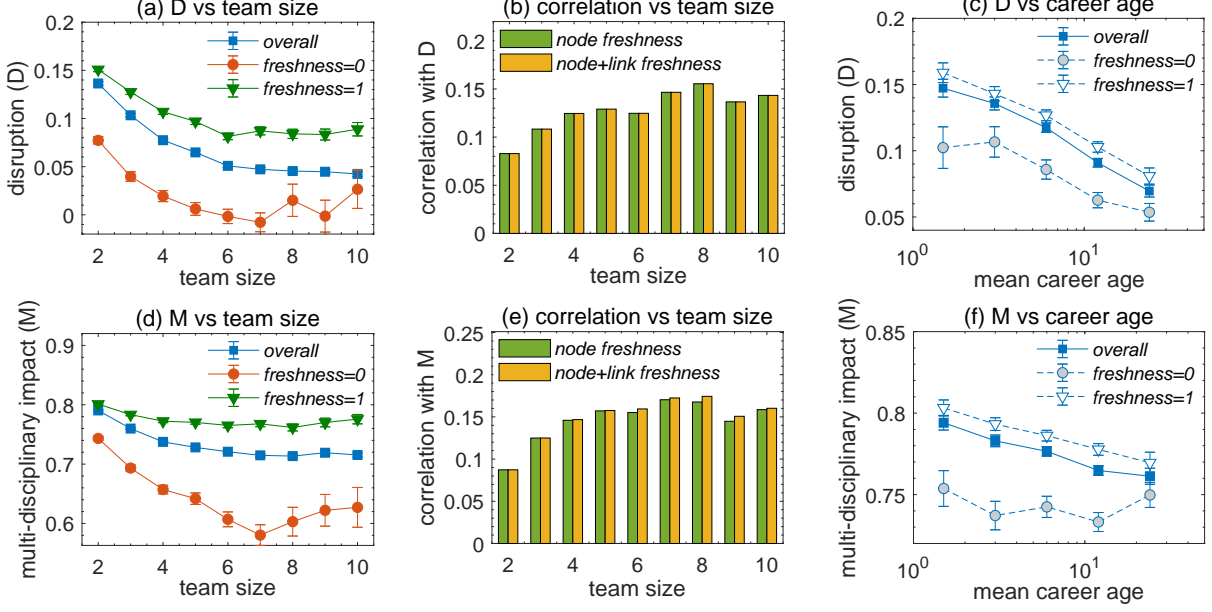 (a) D vs team size
disruption (D)
0.2
0.15
0.1
0.05
0
overall
freshness=0
freshness=1
2 4 6 8 10
team size
(b) correlation vs team size
correlation with D
0.2
0.15
0.10
0.05
0
node freshness
node+link freshness
2 4 6 8 10
team size
(c) D vs career age
disruption (D)
0.2
0.15
0.1
0.05
overall
freshness=0
freshness=1
10^0 10^1
mean career age
(d) M vs team size
multi-disciplinary impact (M)
0.9
0.8
0.7
0.6
overall
freshness=0
freshness=1
2 4 6 8 10
team size
(e) correlation vs team size
correlation with M
0.25
0.20
0.15
0.10
0.05
0
node freshness
node+link freshness
2 4 6 8 10
team size
(f) M vs career age
multi-disciplinary impact (M)
0.85
0.8
0.75
overall
freshness=0
freshness=1
10^0 10^1
mean career age